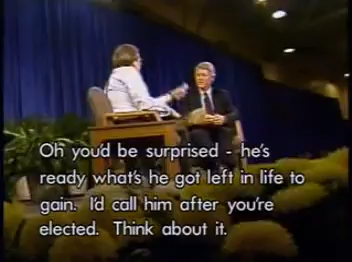 Oh you'd be surprised - he's
ready what's he got left in life to
gain. I'd call him after you're
elected. Think about it.